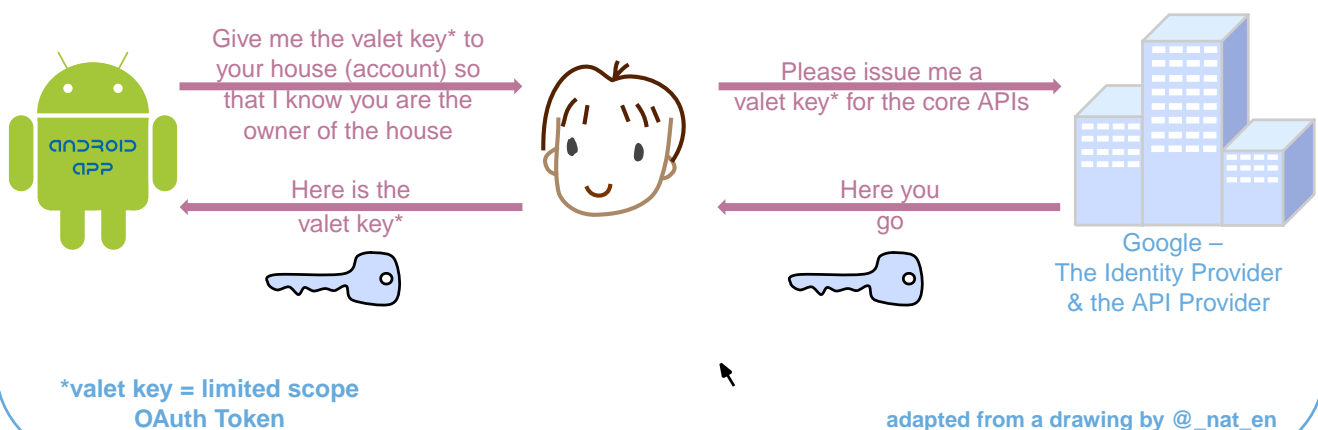 Give me the valet key* to
your house (account) so
that I know you are the
owner of the house
Please issue me a
valet key* for the core APIs
ANDROID
APP
Here is the
valet key*
Here you
go
Google –
The Identity Provider
& the API Provider
*valet key = limited scope
OAuth Token
adapted from a drawing by @_nat_en